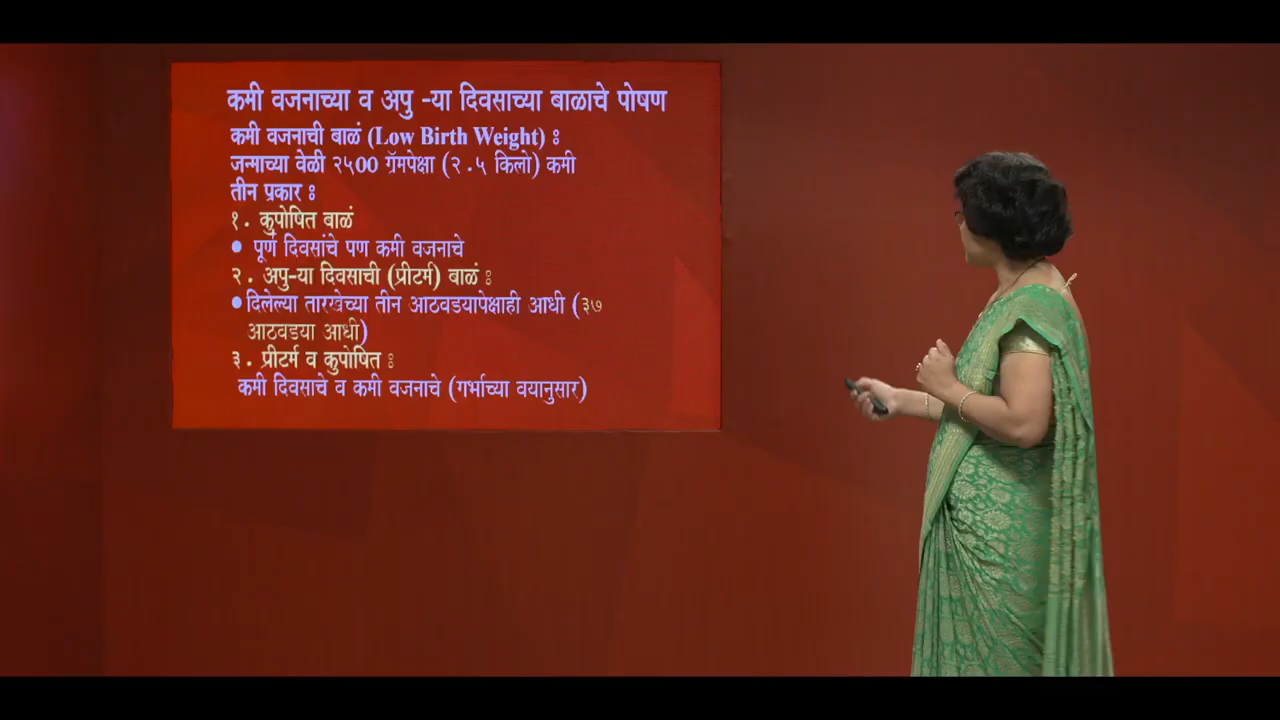 कमी वजनाच्या व अपु -या दिवसाच्या बाळाचे पोषण
कमी वजनाची बाळं (Low Birth Weight) :
जन्माच्या वेळी २५00 ग्रॅमपेक्षा (२.५ किलो) कमी
तीन प्रकार :
१. कुपोषित बाळं
• पूर्ण दिवसांचे पण कमी वजनाचे
२. अपु-या दिवसाची (प्रीटर्म) बाळं :
• दिलेल्या तारखेच्या तीन आठवडयापेक्षाही आधी (३७
आठवडया आधी)
३. प्रीटर्म व कुपोषित :
कमी दिवसाचे व कमी वजनाचे (गर्भाच्या वयानुसार)